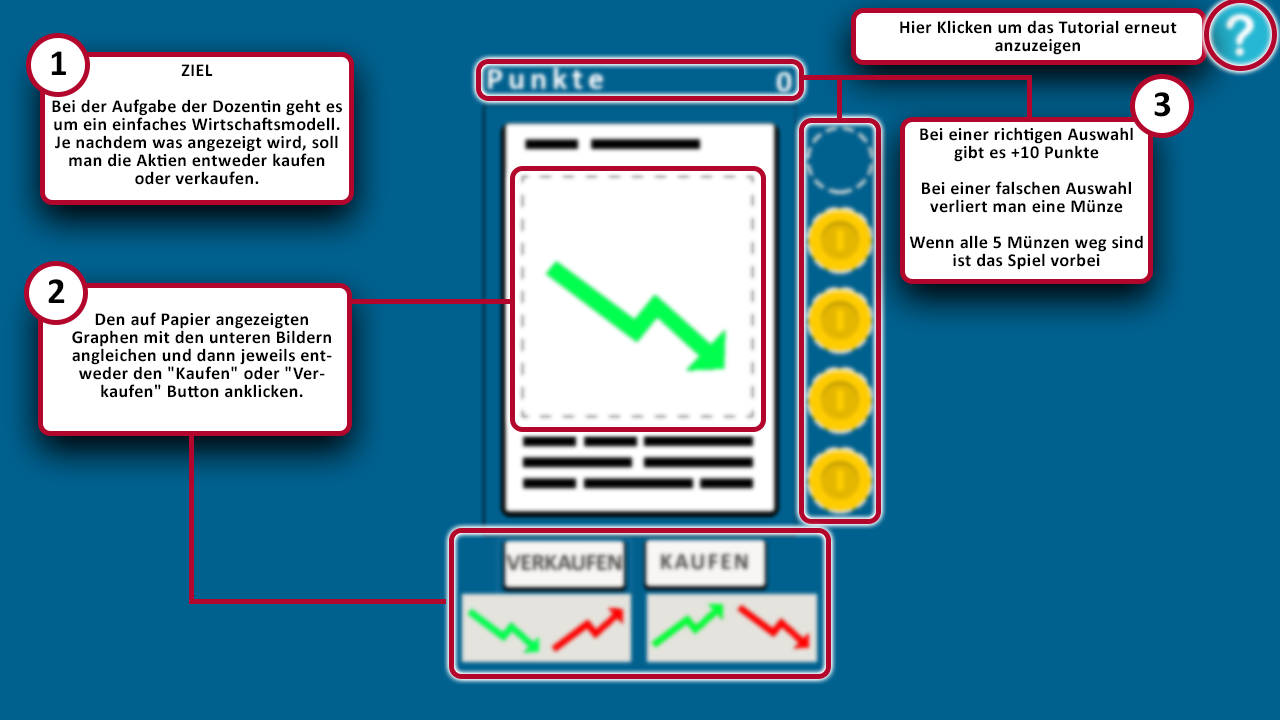 1
ZIEL
Bei der Aufgabe der Dozentin geht es
um ein einfaches Wirtschaftsmodell.
Je nachdem was angezeigt wird, soll
man die Aktien entweder kaufen
oder verkaufen.
2
Den auf Papier angezeigten
Graphen mit den unteren Bildern
angleichen und dann jeweils ent-
weder den "Kaufen" oder "Ver-
kaufen" Button anklicken.
Punkte 0
VERKAUFEN
KAUFEN
Hier Klicken um das Tutorial erneut
anzuzeigen
?
3
Bei einer richtigen Auswahl
gibt es +10 Punkte
Bei einer falschen Auswahl
verliert man eine Münze
Wenn alle 5 Münzen weg sind
ist das Spiel vorbei